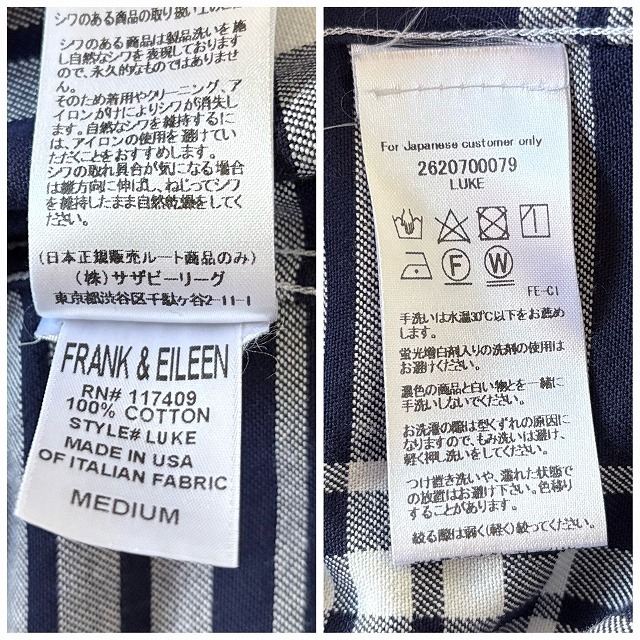 商品の取り扱い上の
シワのある商品は製品洗いを施
し自然なシワを表現しております
ので、永久的なものではありませ
ん。
そのため着用やクリーニング、ア
イロンがけによりシワが消失し
ます。自然なシワを維持するに
は、アイロンの使用を避けてい
ただくことをおすすめします。
シワの取れ具合が気になる場合
は縦方向に伸ばし、ねじってシワ
を維持したまま自然乾燥をしてく
ださい。
(日本正規販売ルート商品のみ)
(株)サザビーリーグ
東京都渋谷区千駄ヶ谷2-11-1
FRANK & EILEEN
RN# 117409
100% COTTON
STYLE# LUKE
MADE IN USA
OF ITALIAN FABRIC
MEDIUM
For Japanese customer only
2620700079
LUKE
F W
FE-C1
手洗いは水温30℃以下をお薦め
します。
蛍光増白剤入りの洗剤の使用は
お避けください。
濃色の商品と白い物とを一緒に
手洗いしないでください。
お洗濯の際は型くずれの原因に
なりますので、もみ洗いは避け、
軽く押し洗いをしてください。
つけ置き洗いや、濡れた状態で
の放置はお避け下さい。色移り
することがあります。
絞る際は弱く(軽く)絞ってください。